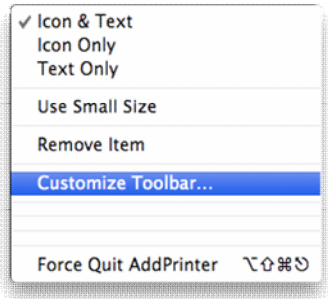 ✓ Icon & Text
Icon Only
Text Only
Use Small Size
Remove Item
Customize Toolbar...
Force Quit AddPrinter ⌥⇧⌘⎋